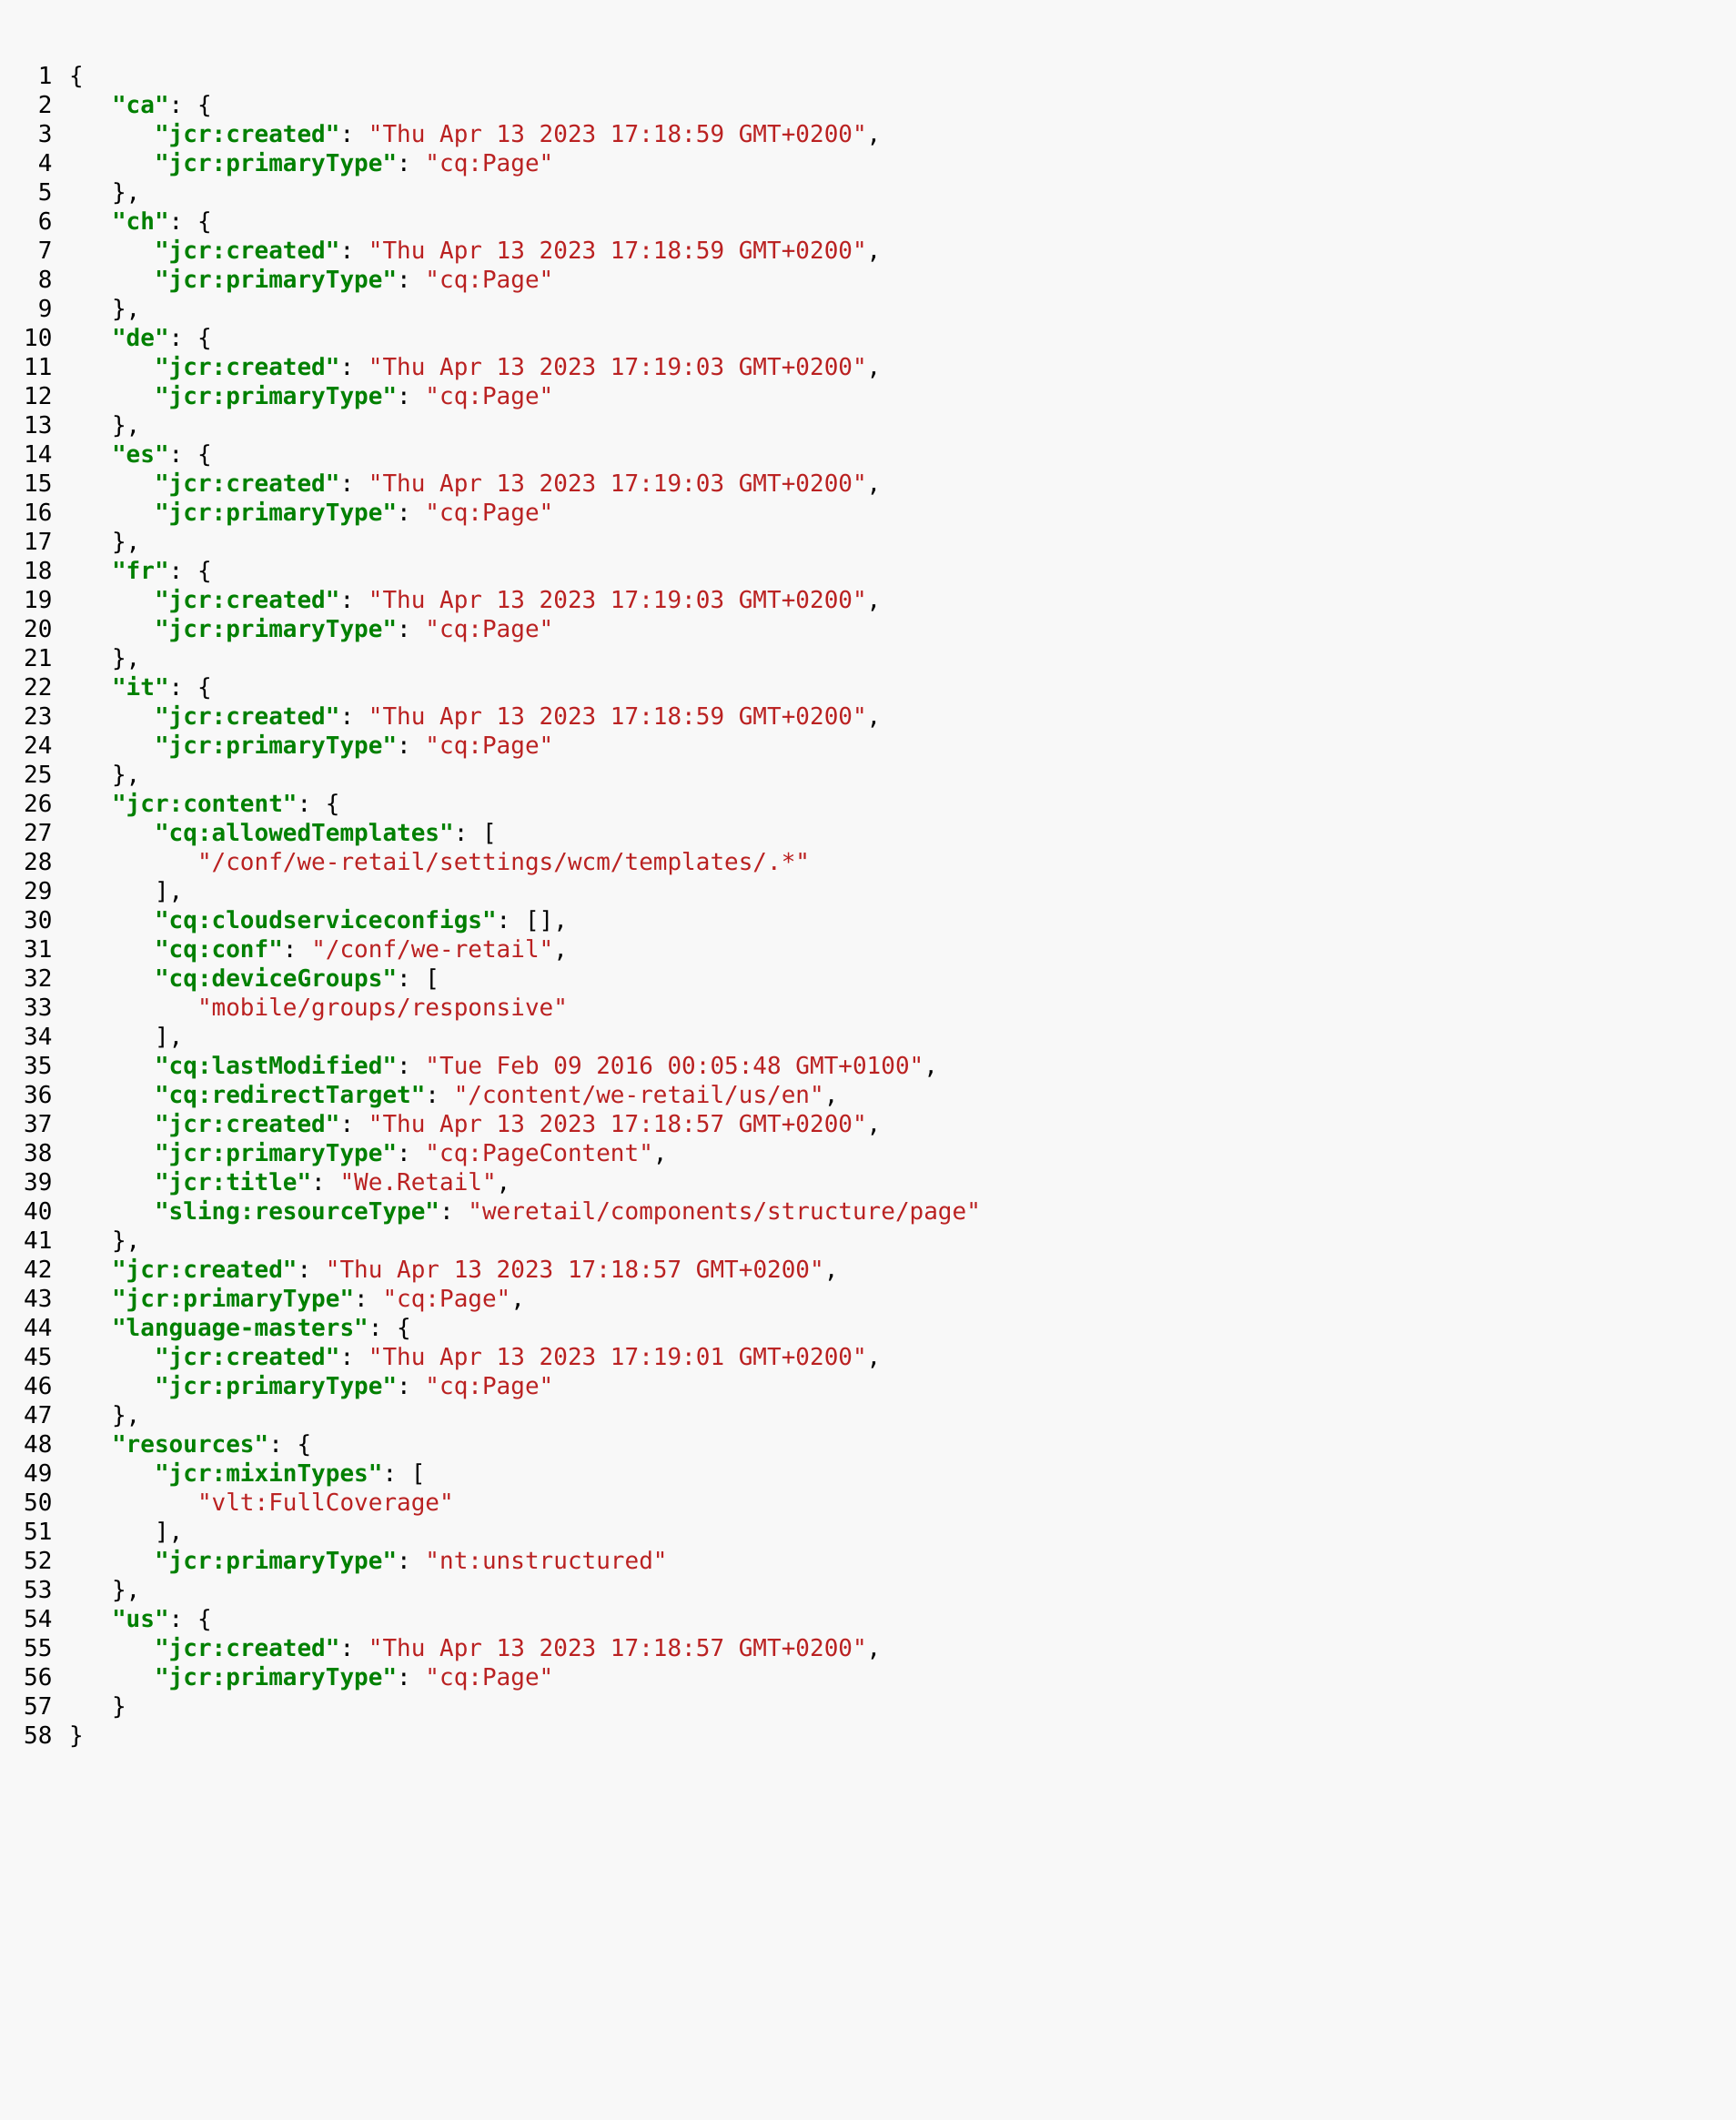 1 {
2    "ca": {
3       "jcr:created": "Thu Apr 13 2023 17:18:59 GMT+0200",
4       "jcr:primaryType": "cq:Page"
5    },
6    "ch": {
7       "jcr:created": "Thu Apr 13 2023 17:18:59 GMT+0200",
8       "jcr:primaryType": "cq:Page"
9    },
10    "de": {
11       "jcr:created": "Thu Apr 13 2023 17:19:03 GMT+0200",
12       "jcr:primaryType": "cq:Page"
13    },
14    "es": {
15       "jcr:created": "Thu Apr 13 2023 17:19:03 GMT+0200",
16       "jcr:primaryType": "cq:Page"
17    },
18    "fr": {
19       "jcr:created": "Thu Apr 13 2023 17:19:03 GMT+0200",
20       "jcr:primaryType": "cq:Page"
21    },
22    "it": {
23       "jcr:created": "Thu Apr 13 2023 17:18:59 GMT+0200",
24       "jcr:primaryType": "cq:Page"
25    },
26    "jcr:content": {
27       "cq:allowedTemplates": [
28          "/conf/we-retail/settings/wcm/templates/.*"
29       ],
30       "cq:cloudserviceconfigs": [],
31       "cq:conf": "/conf/we-retail",
32       "cq:deviceGroups": [
33          "mobile/groups/responsive"
34       ],
35       "cq:lastModified": "Tue Feb 09 2016 00:05:48 GMT+0100",
36       "cq:redirectTarget": "/content/we-retail/us/en",
37       "jcr:created": "Thu Apr 13 2023 17:18:57 GMT+0200",
38       "jcr:primaryType": "cq:PageContent",
39       "jcr:title": "We.Retail",
40       "sling:resourceType": "weretail/components/structure/page"
41    },
42    "jcr:created": "Thu Apr 13 2023 17:18:57 GMT+0200",
43    "jcr:primaryType": "cq:Page",
44    "language-masters": {
45       "jcr:created": "Thu Apr 13 2023 17:19:01 GMT+0200",
46       "jcr:primaryType": "cq:Page"
47    },
48    "resources": {
49       "jcr:mixinTypes": [
50          "vlt:FullCoverage"
51       ],
52       "jcr:primaryType": "nt:unstructured"
53    },
54    "us": {
55       "jcr:created": "Thu Apr 13 2023 17:18:57 GMT+0200",
56       "jcr:primaryType": "cq:Page"
57    }
58 }